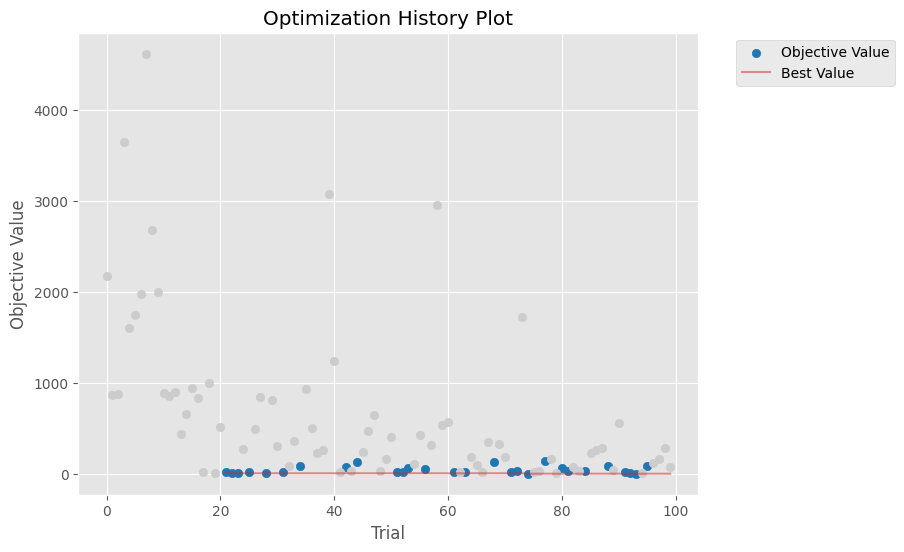 Optimization History Plot
Objective Value
Best Value
Objective Value
4000
3000
2000
1000
0
0
20
40
60
80
100
Trial